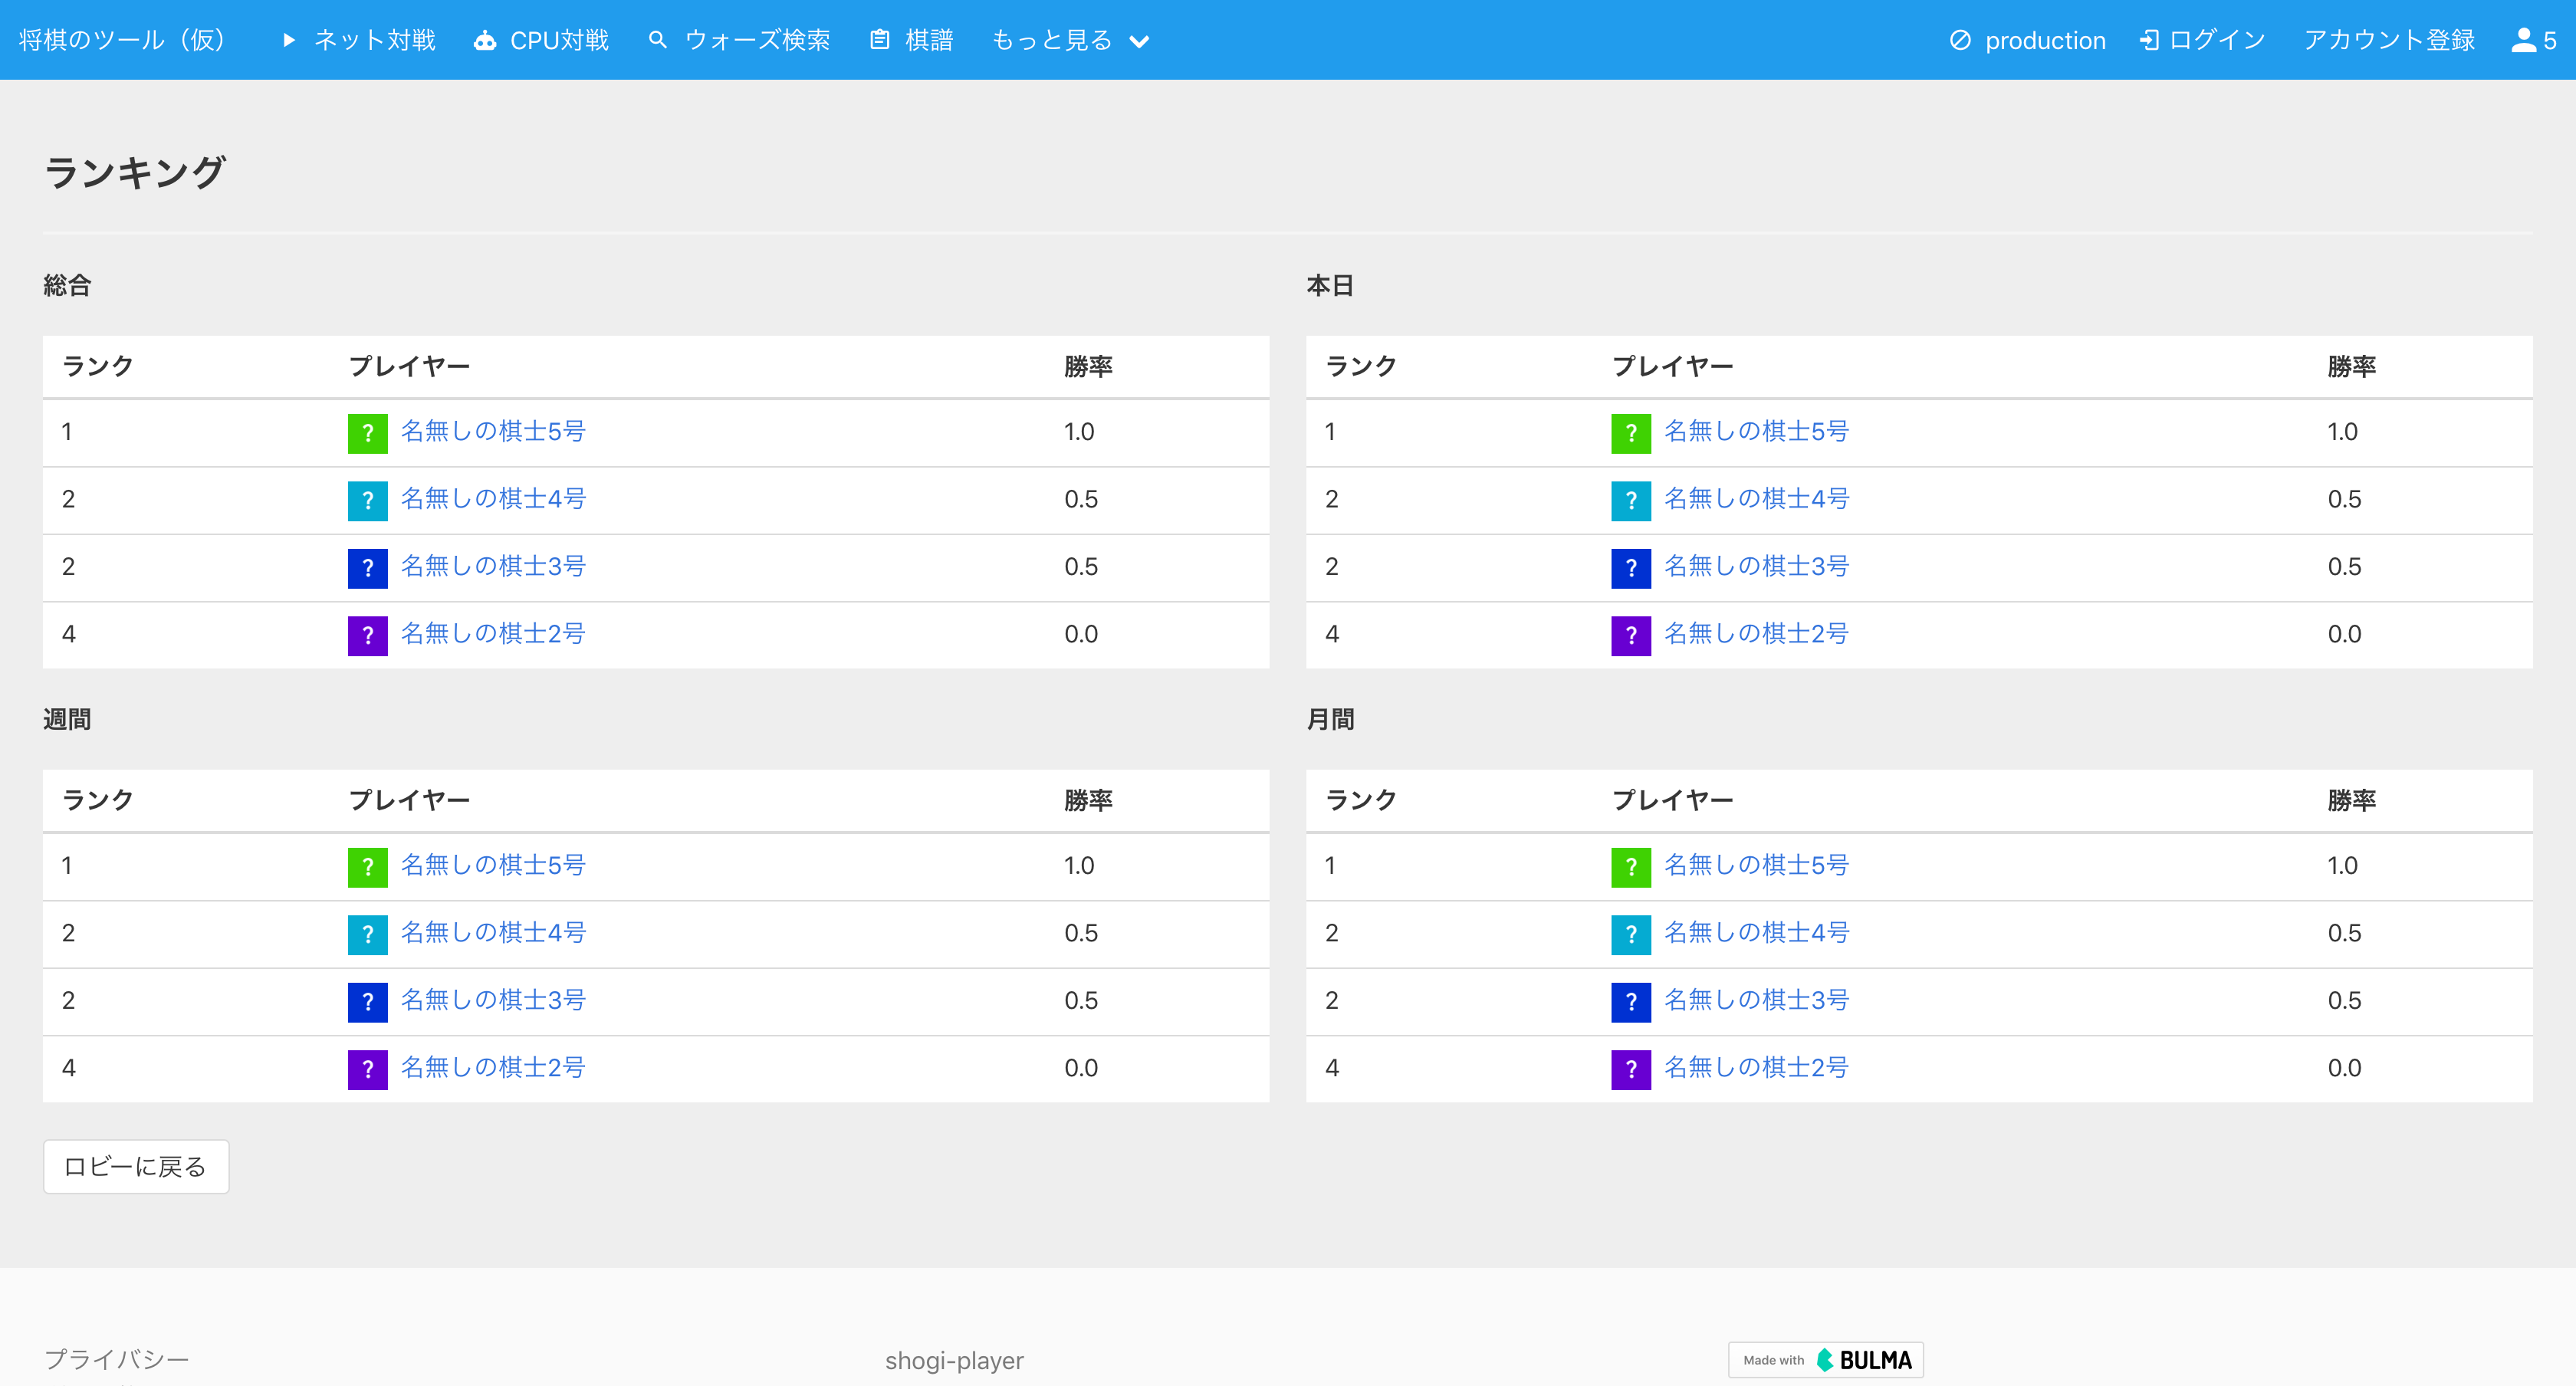 将棋のツール（仮） ネット対戦 CPU対戦 ウォーズ検索 棋譜 もっと見る production ログイン アカウント登録 5
ランキング
総合
ランク プレイヤー 勝率
1 ? 名無しの棋士5号 1.0
2 ? 名無しの棋士4号 0.5
2 ? 名無しの棋士3号 0.5
4 ? 名無しの棋士2号 0.0
本日
ランク プレイヤー 勝率
1 ? 名無しの棋士5号 1.0
2 ? 名無しの棋士4号 0.5
2 ? 名無しの棋士3号 0.5
4 ? 名無しの棋士2号 0.0
週間
ランク プレイヤー 勝率
1 ? 名無しの棋士5号 1.0
2 ? 名無しの棋士4号 0.5
2 ? 名無しの棋士3号 0.5
4 ? 名無しの棋士2号 0.0
月間
ランク プレイヤー 勝率
1 ? 名無しの棋士5号 1.0
2 ? 名無しの棋士4号 0.5
2 ? 名無しの棋士3号 0.5
4 ? 名無しの棋士2号 0.0
ロビーに戻る
プライバシー shogi-player Made with BULMA